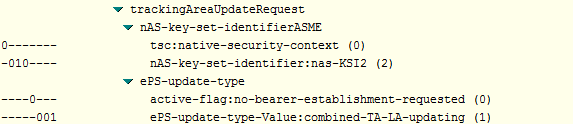 trackingAreaUpdateRequest
nAS-key-set-identifierASME
0------- tsc:native-security-context (0)
-010---- nAS-key-set-identifier:nas-KSI2 (2)
ePS-update-type
----0--- active-flag:no-bearer-establishment-requested (0)
-----001 ePS-update-type-Value:combined-TA-LA-updating (1)